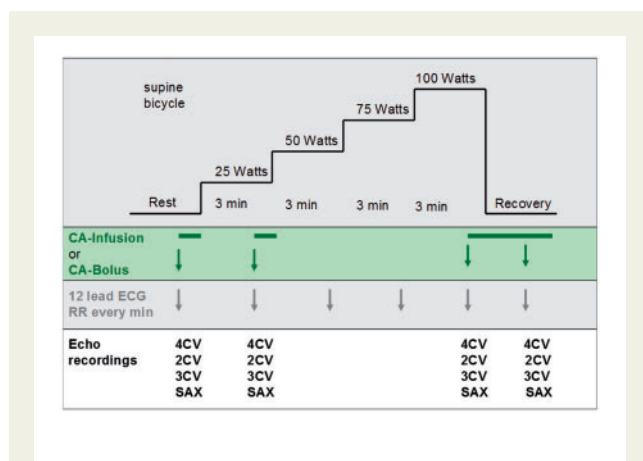 supine
bicycle
100 Watts
75 Watts
50 Watts
25 Watts
Rest
3 min
3 min
3 min
3 min
Recovery
CA-Infusion
or
CA-Bolus
12 lead ECG
RR every min
Echo
recordings
4CV 4CV 4CV 4CV
2CV 2CV 2CV 2CV
3CV 3CV 3CV 3CV
SAX SAX SAX SAX